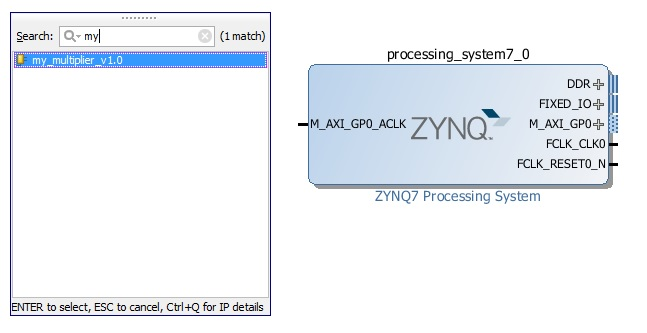 Search: my (1 match)
my_multiplier_v1.0
ENTER to select, ESC to cancel, Ctrl+Q for IP details
processing_system7_0
DDR
FIXED_IO
M_AXI_GP0_ACLK
ZYNQ
M_AXI_GP0
FCLK_CLK0
FCLK_RESET0_N
ZYNQ7 Processing System